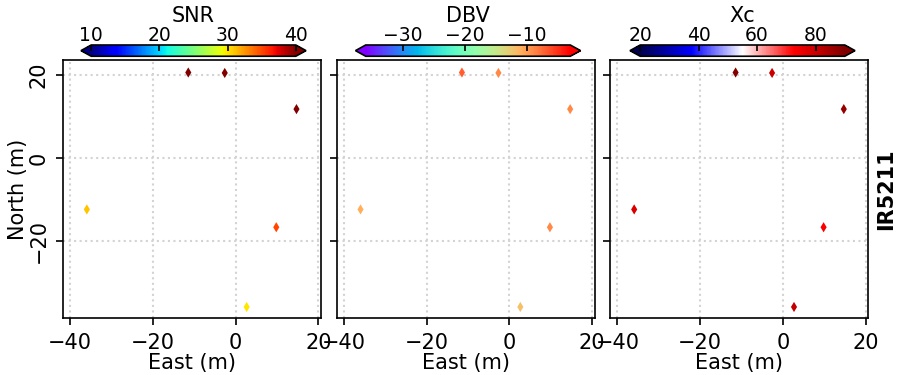 SNR DBV Xc
10 20 30 40 −30 −20 −10 20 40 60 80
20
0
−20
North (m)
IR5211
−40 −20 0 20 −40 −20 0 20 −40 −20 0 20
East (m) East (m) East (m)